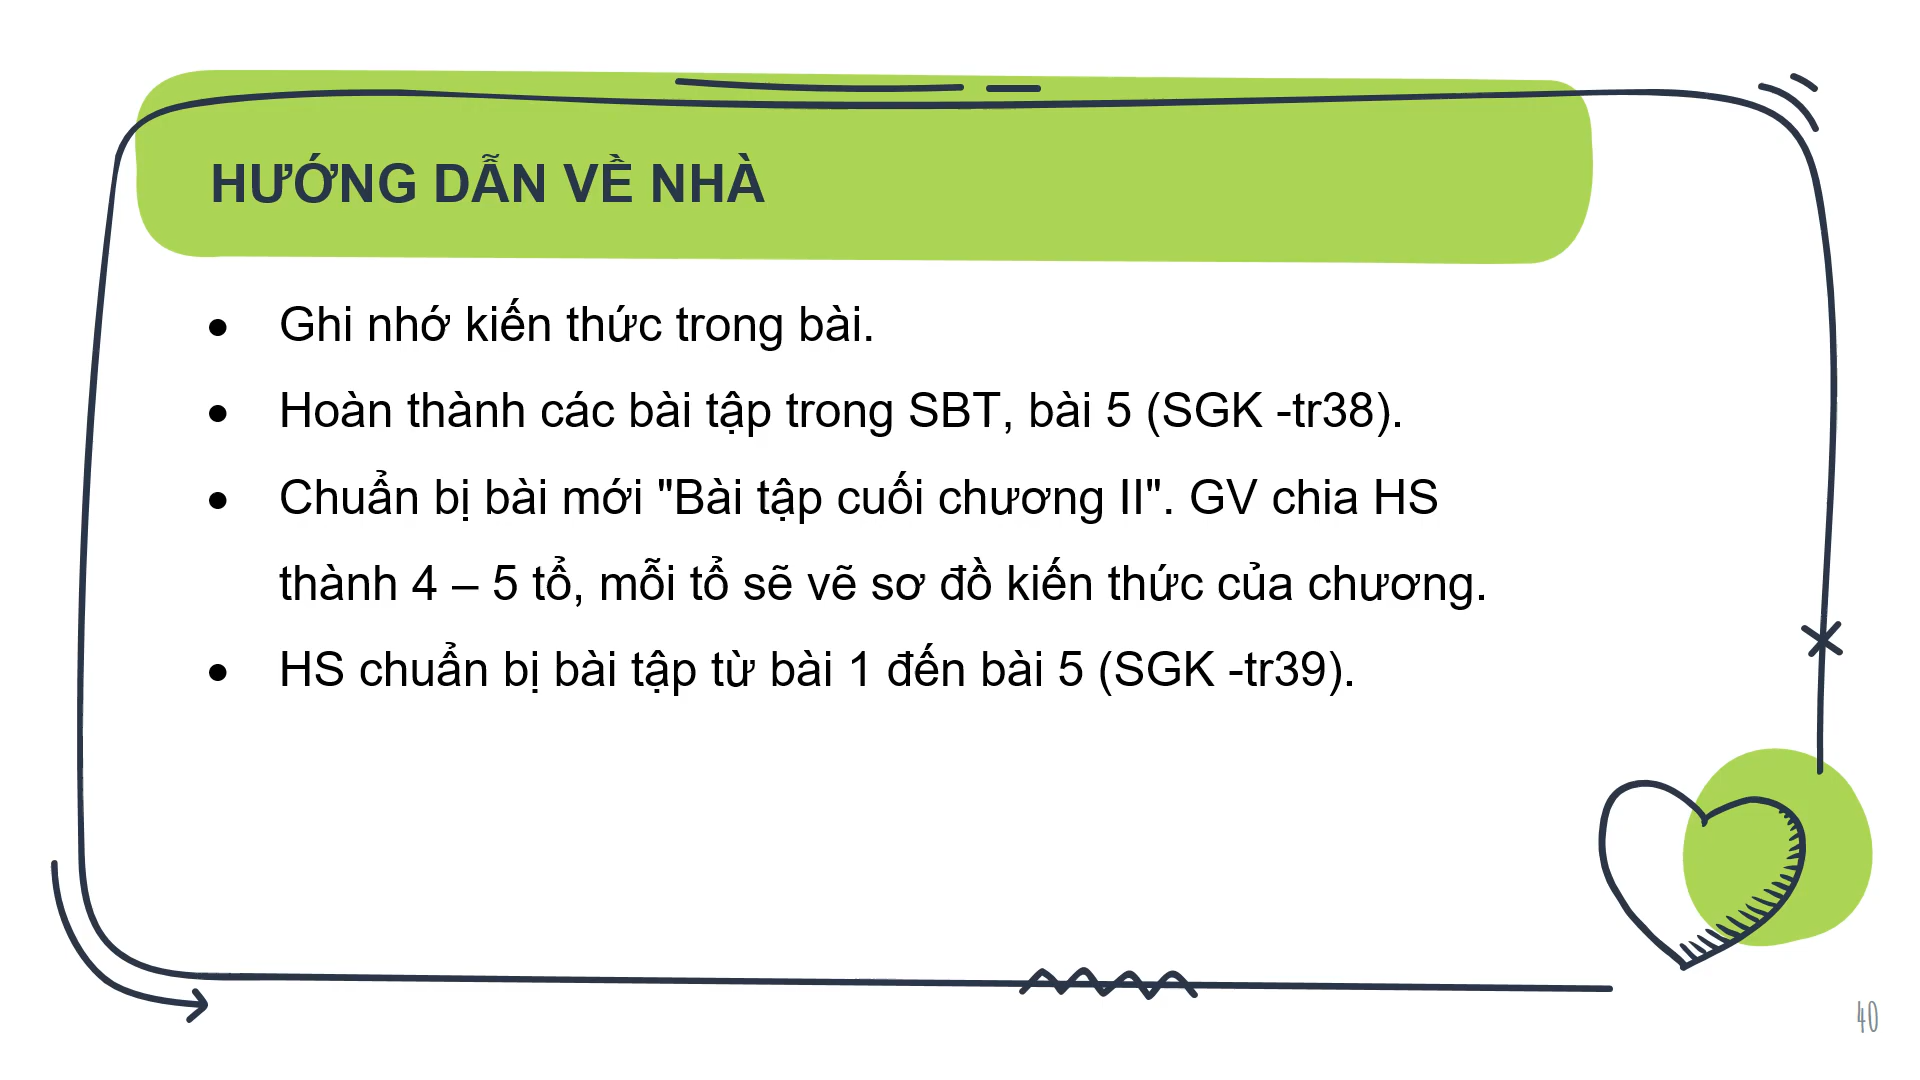 HƯỚNG DẪN VỀ NHÀ
● Ghi nhớ kiến thức trong bài.
● Hoàn thành các bài tập trong SBT, bài 5 (SGK -tr38).
● Chuẩn bị bài mới "Bài tập cuối chương II". GV chia HS
thành 4 – 5 tổ, mỗi tổ sẽ vẽ sơ đồ kiến thức của chương.
● HS chuẩn bị bài tập từ bài 1 đến bài 5 (SGK -tr39).
40